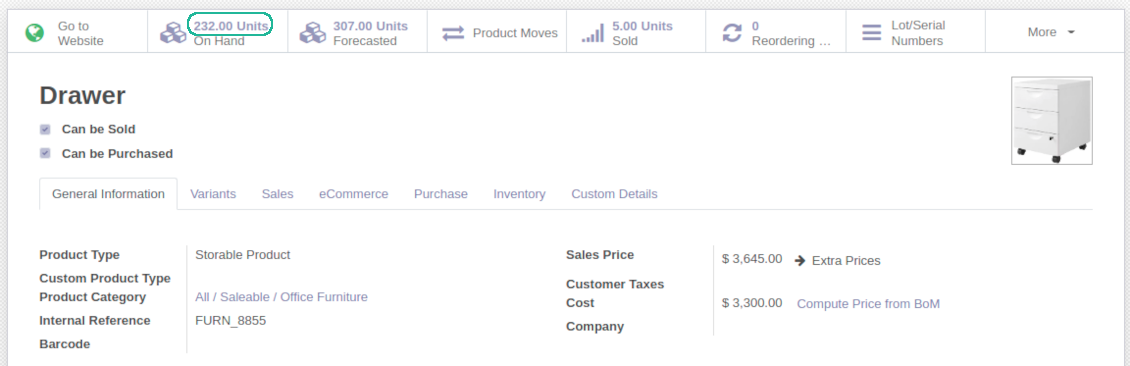 Go to
Website
232.00 Units
On Hand
307.00 Units
Forecasted
Product Moves
5.00 Units
Sold
0
Reordering ...
Lot/Serial
Numbers
More
Drawer
Can be Sold
Can be Purchased
General Information Variants Sales eCommerce Purchase Inventory Custom Details
Product Type Storable Product
Custom Product Type
Product Category All / Saleable / Office Furniture
Internal Reference FURN_8855
Barcode
Sales Price $ 3,645.00 Extra Prices
Customer Taxes
Cost $ 3,300.00 Compute Price from BoM
Company